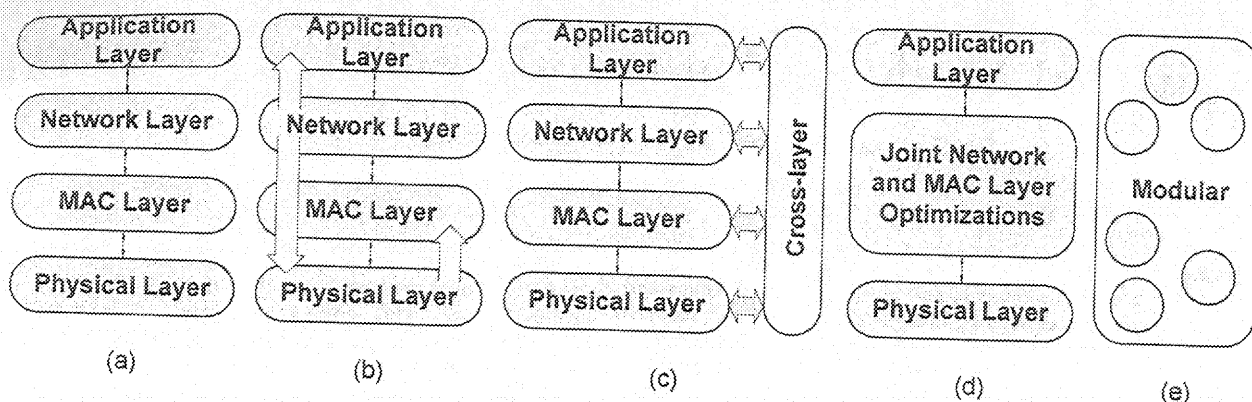 Application
Layer
Network Layer
MAC Layer
Physical Layer
(a)
Application
Layer
Network Layer
MAC Layer
Physical Layer
(b)
Application
Layer
Network Layer
MAC Layer
Physical Layer
Cross-layer
(c)
Application
Layer
Joint Network
and MAC Layer
Optimizations
Physical Layer
(d)
Modular
(e)